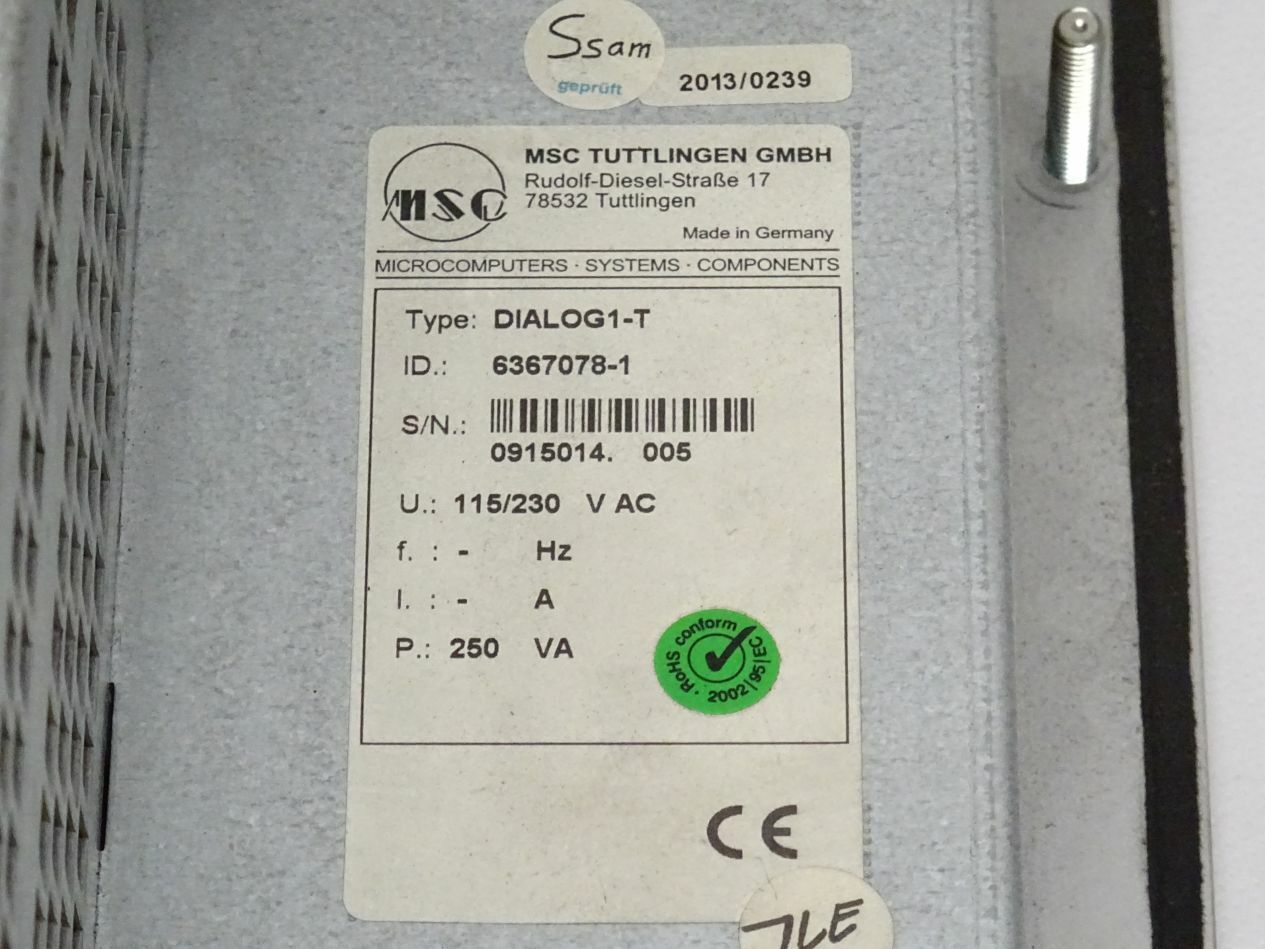 Ssam
geprüft
2013/0239
MSC
MSC TUTTLINGEN GMBH
Rudolf-Diesel-Straße 17
78532 Tuttlingen
Made in Germany
MICROCOMPUTERS · SYSTEMS · COMPONENTS
Type: DIALOG1-T
ID.: 6367078-1
S/N.:
0915014. 005
U.: 115/230 V AC
f. : - Hz
I. : - A
P.: 250 VA
RoHS conform · 2002|95|EC
CE